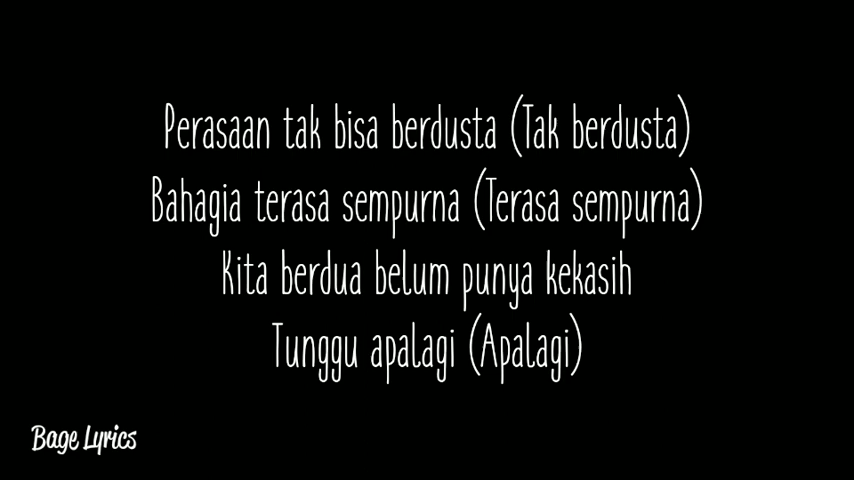 Perasaan tak bisa berdusta (Tak berdusta)
Bahagia terasa sempurna (Terasa sempurna)
Kita berdua belum punya kekasih
Tunggu apalagi (Apalagi)
Bage Lyrics